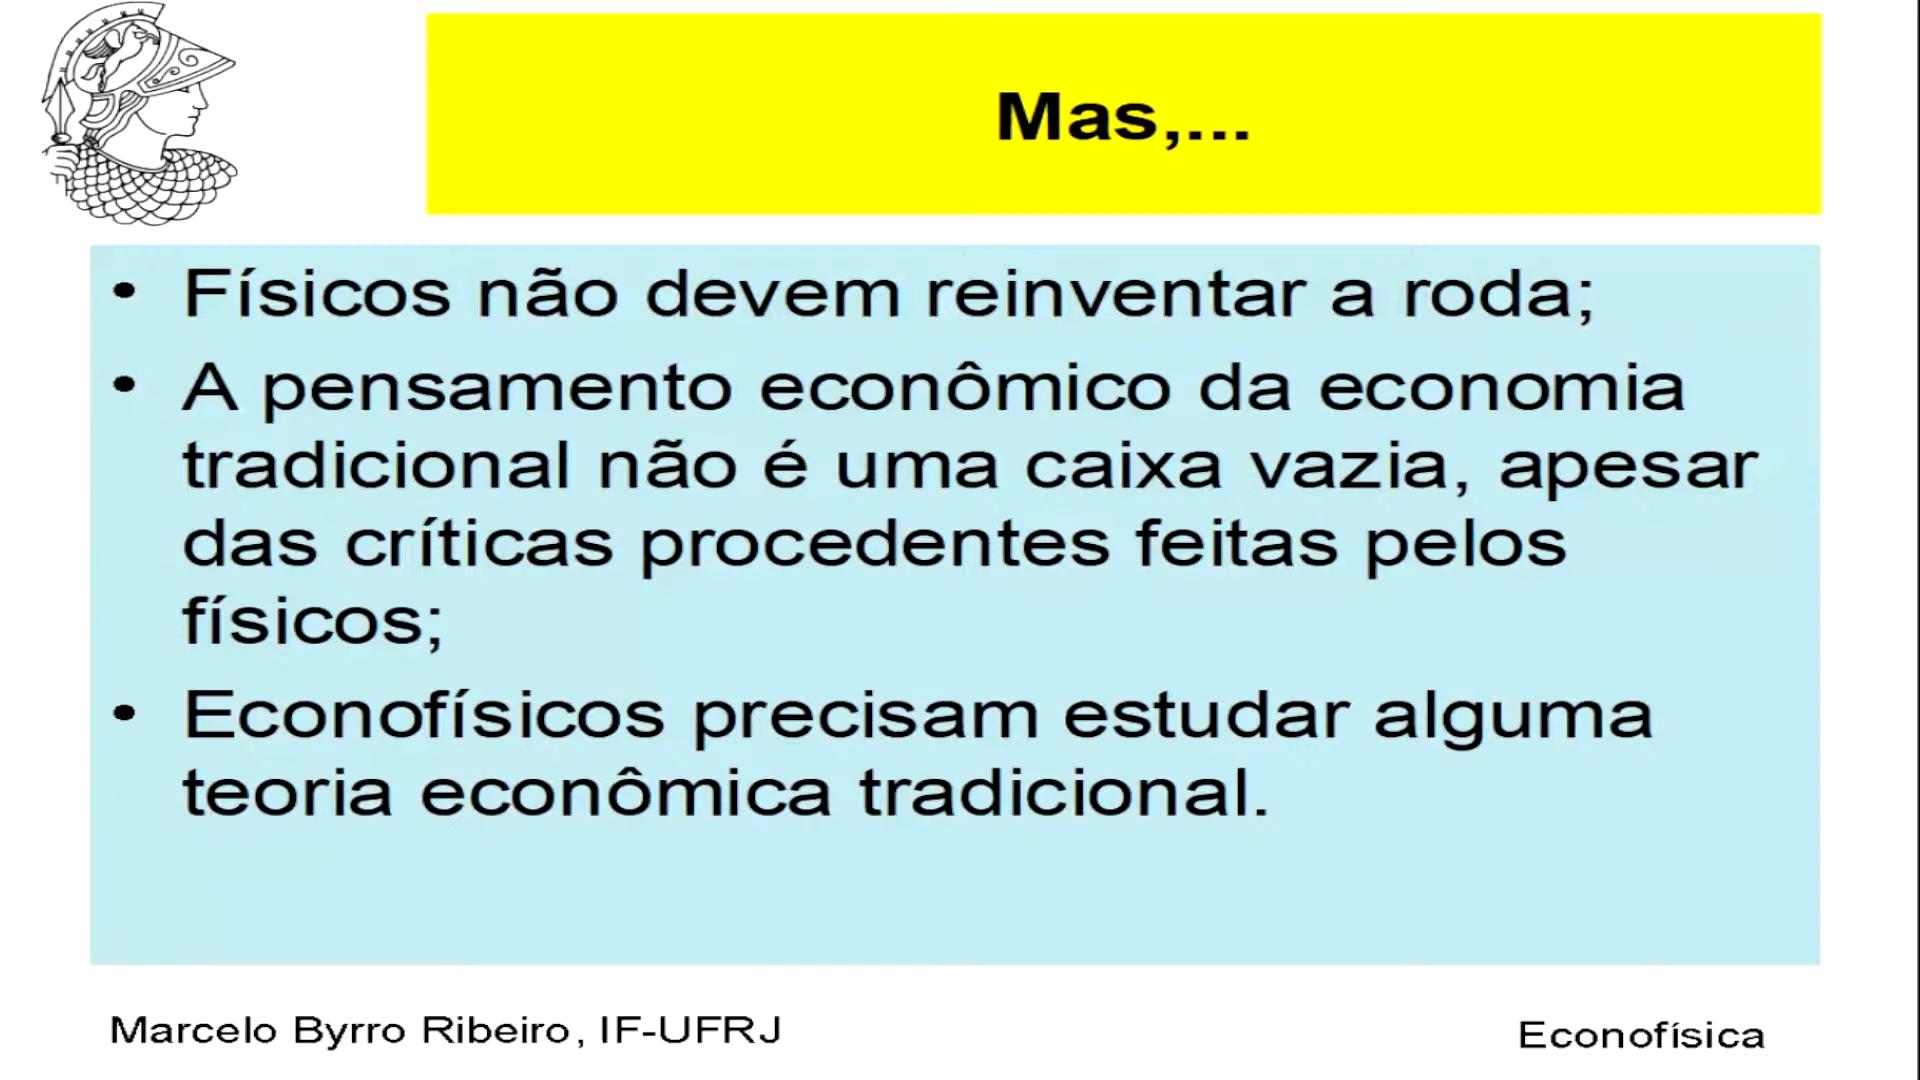 Mas,...
• Físicos não devem reinventar a roda;
• A pensamento econômico da economia
tradicional não é uma caixa vazia, apesar
das críticas procedentes feitas pelos
físicos;
• Econofísicos precisam estudar alguma
teoria econômica tradicional.
Marcelo Byrro Ribeiro, IF-UFRJ
Econofísica